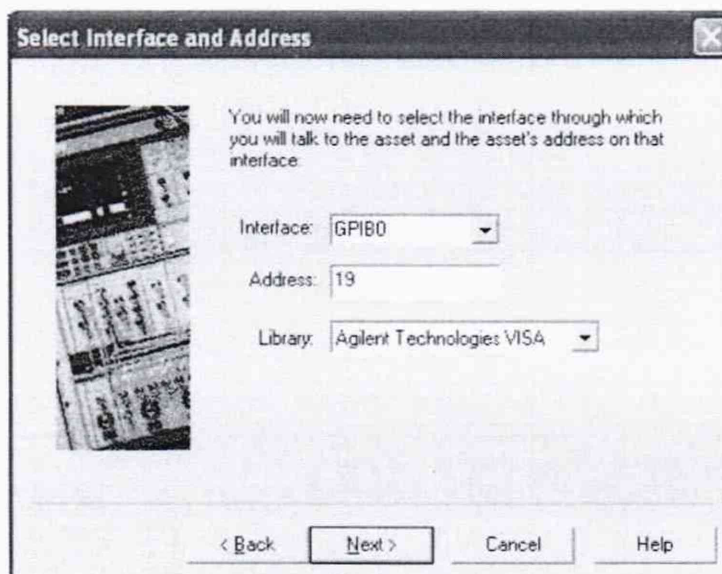 Select Interface and Address
You will now need to select the interface through which
you will talk to the asset and the asset's address on that
interface.
Interface: GPIB0
Address: 19
Library: Agilent Technologies VISA
< Back Next > Cancel Help